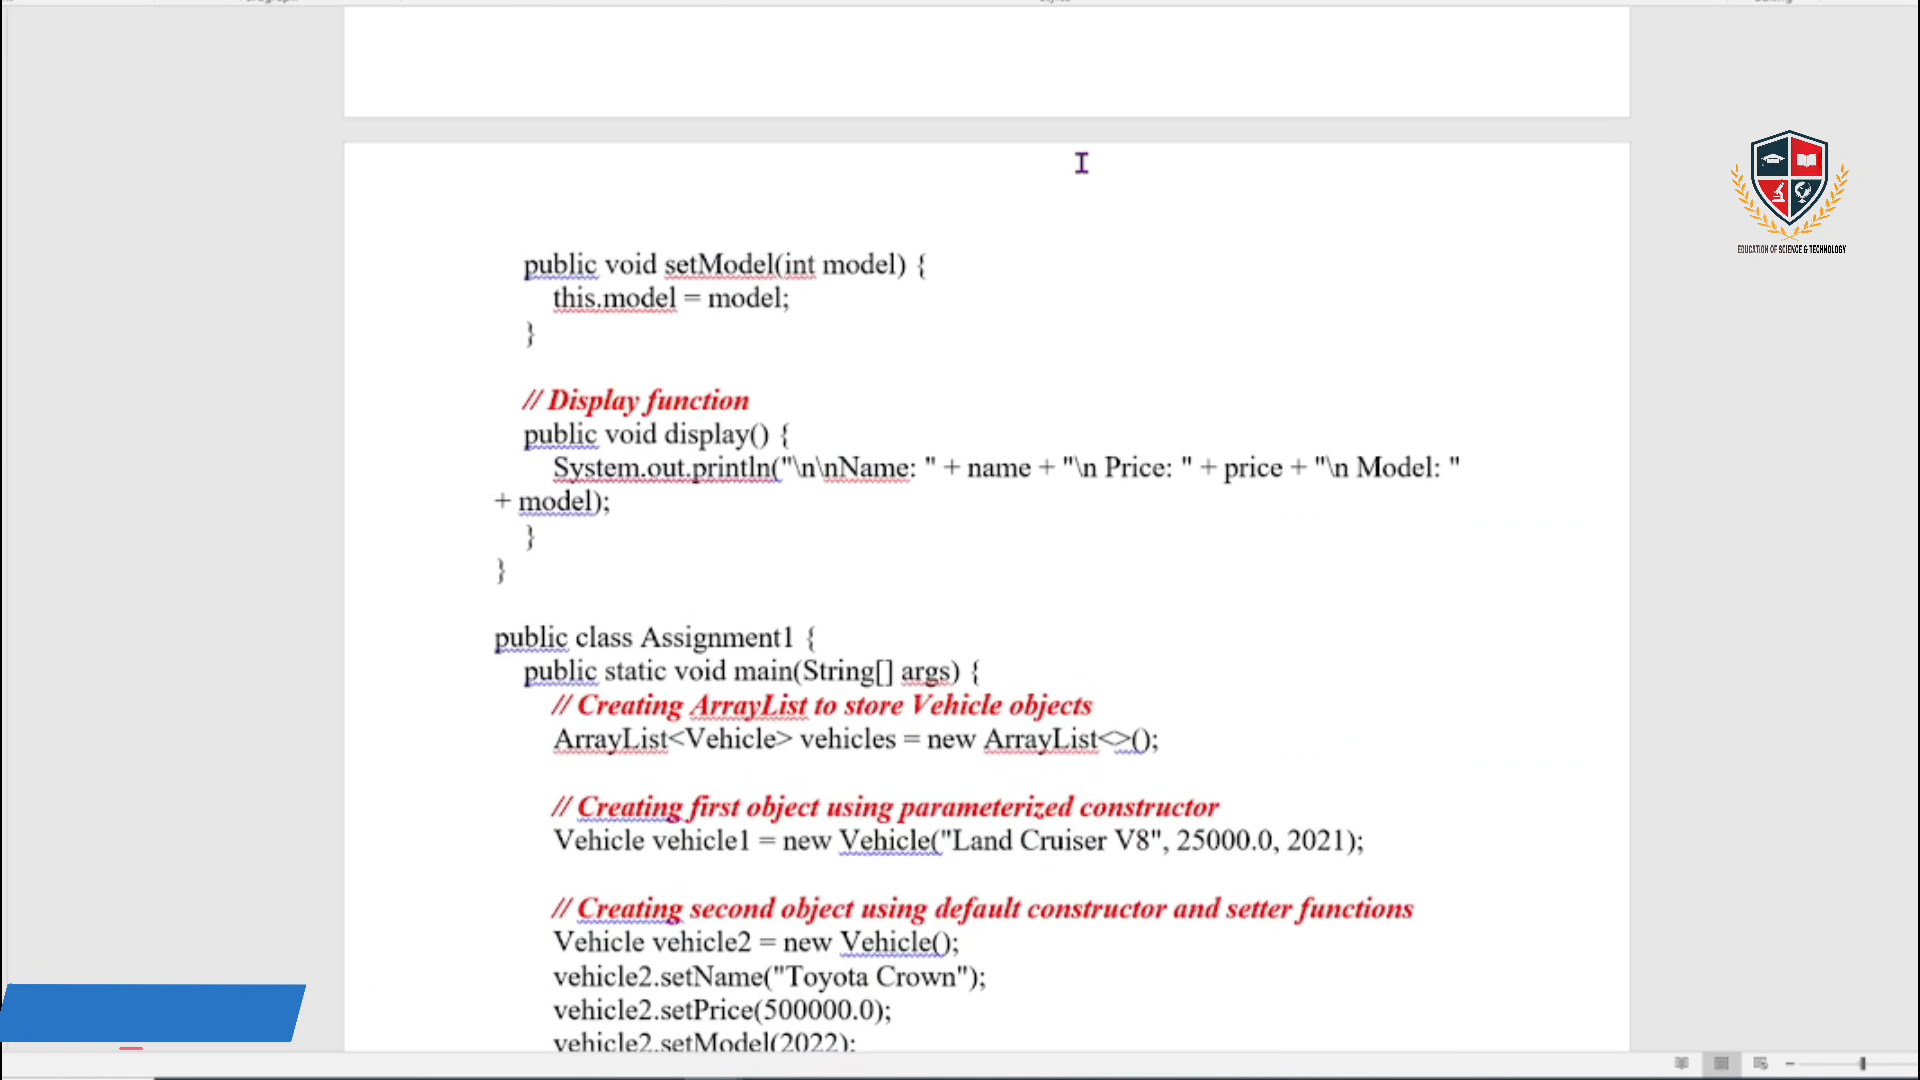 public void setModel(int model) {
this.model = model;
}
// Display function
public void display() {
System.out.println("\n\nName: " + name + "\n Price: " + price + "\n Model: "
+ model);
}
}
public class Assignment1 {
public static void main(String[] args) {
// Creating ArrayList to store Vehicle objects
ArrayList<Vehicle> vehicles = new ArrayList<>();
// Creating first object using parameterized constructor
Vehicle vehicle1 = new Vehicle("Land Cruiser V8", 25000.0, 2021);
// Creating second object using default constructor and setter functions
Vehicle vehicle2 = new Vehicle();
vehicle2.setName("Toyota Crown");
vehicle2.setPrice(500000.0);
vehicle2.setModel(2022);
EDUCATION OF SCIENCE & TECHNOLOGY